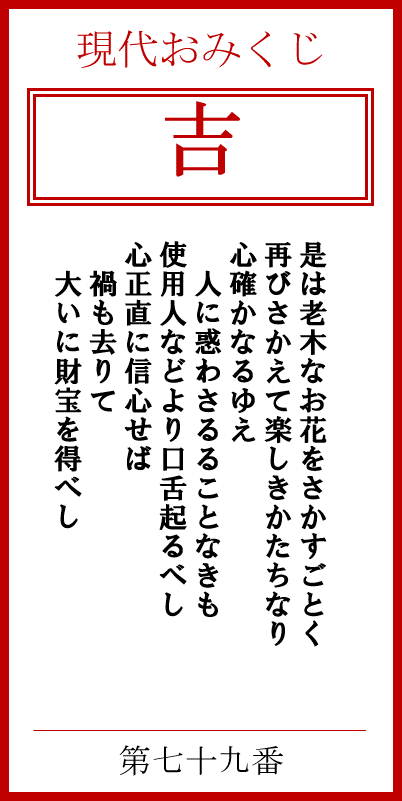 現代おみくじ
吉
是は老木なお花をさかすごとく
再びさかえて楽しきかたちなり
心確かなるゆえ
人に惑わさるることなきも
使用人などより口舌起るべし
心正直に信心せば
禍も去りて
大いに財宝を得べし
第七十九番